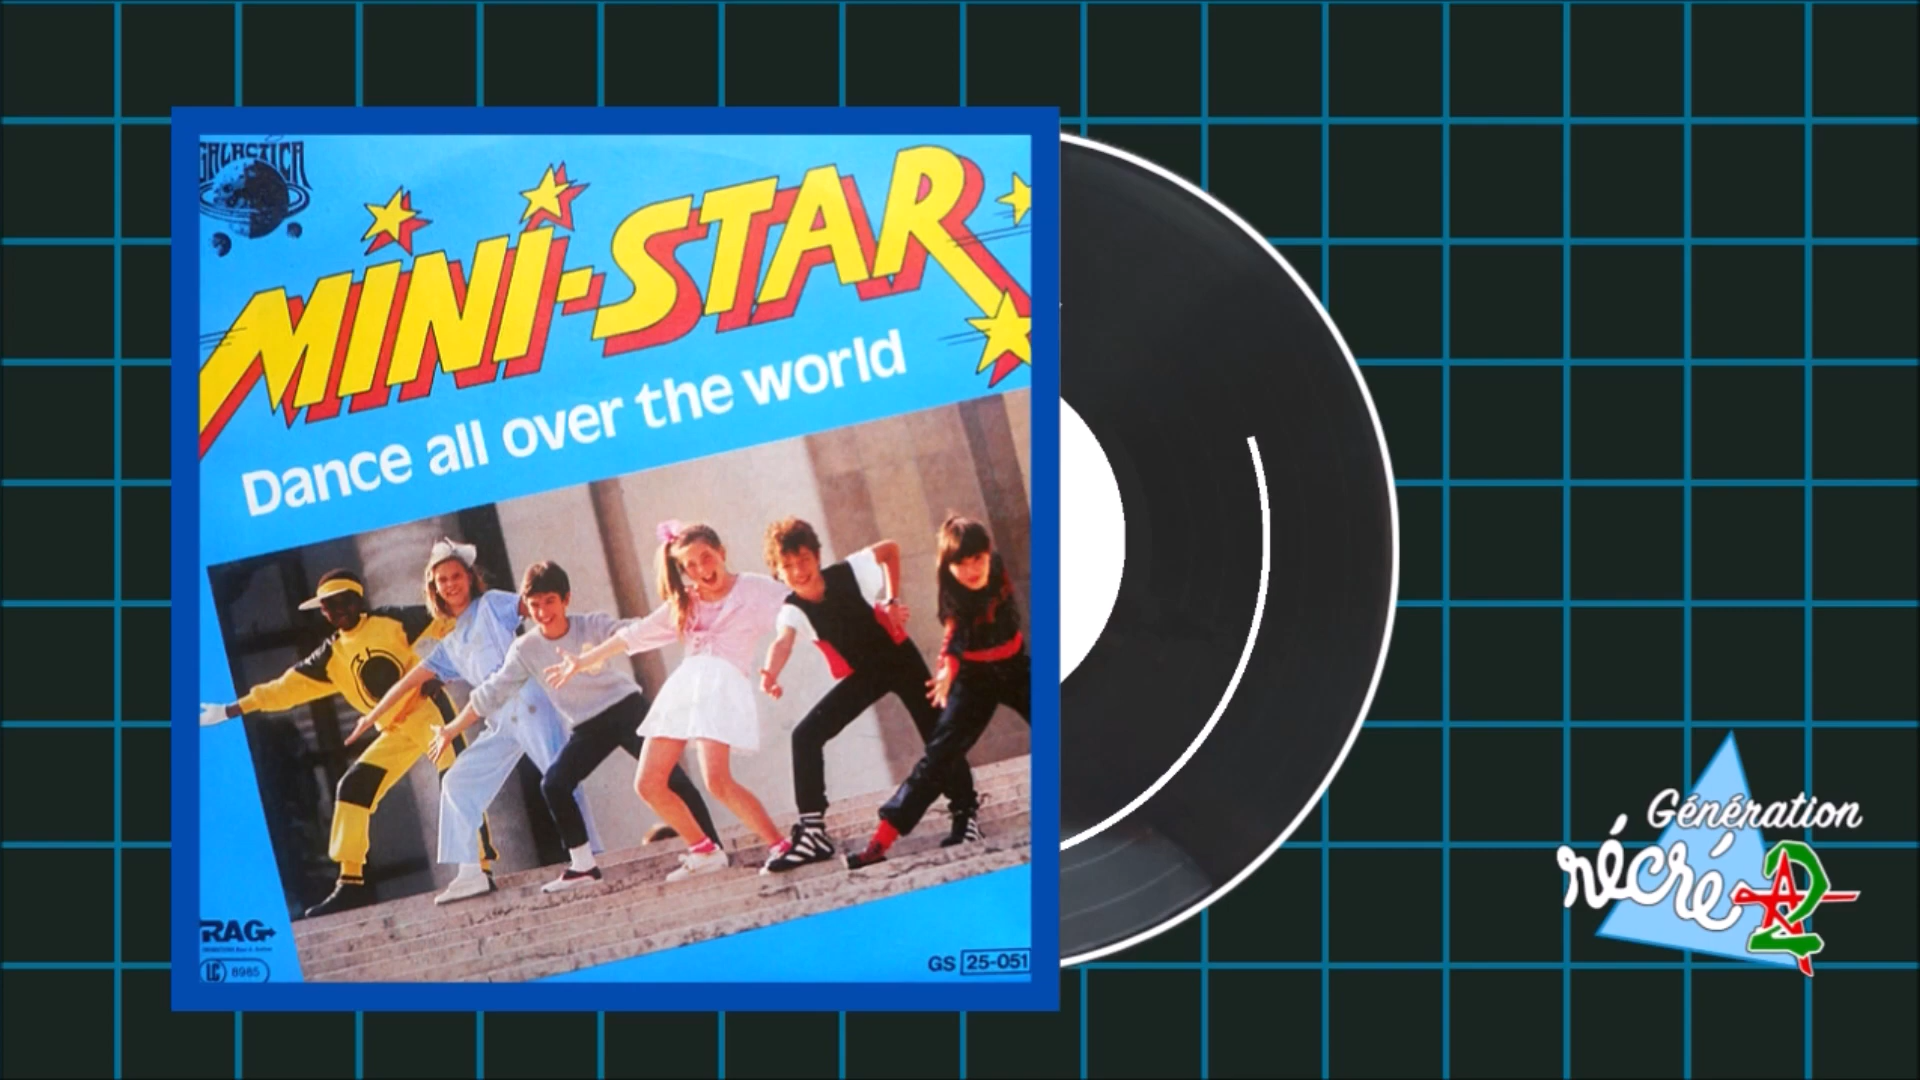 GALACTICA
MINI-STAR
Dance all over the world
RAG
LC 8985
GS 25-051
Génération
récré
A2